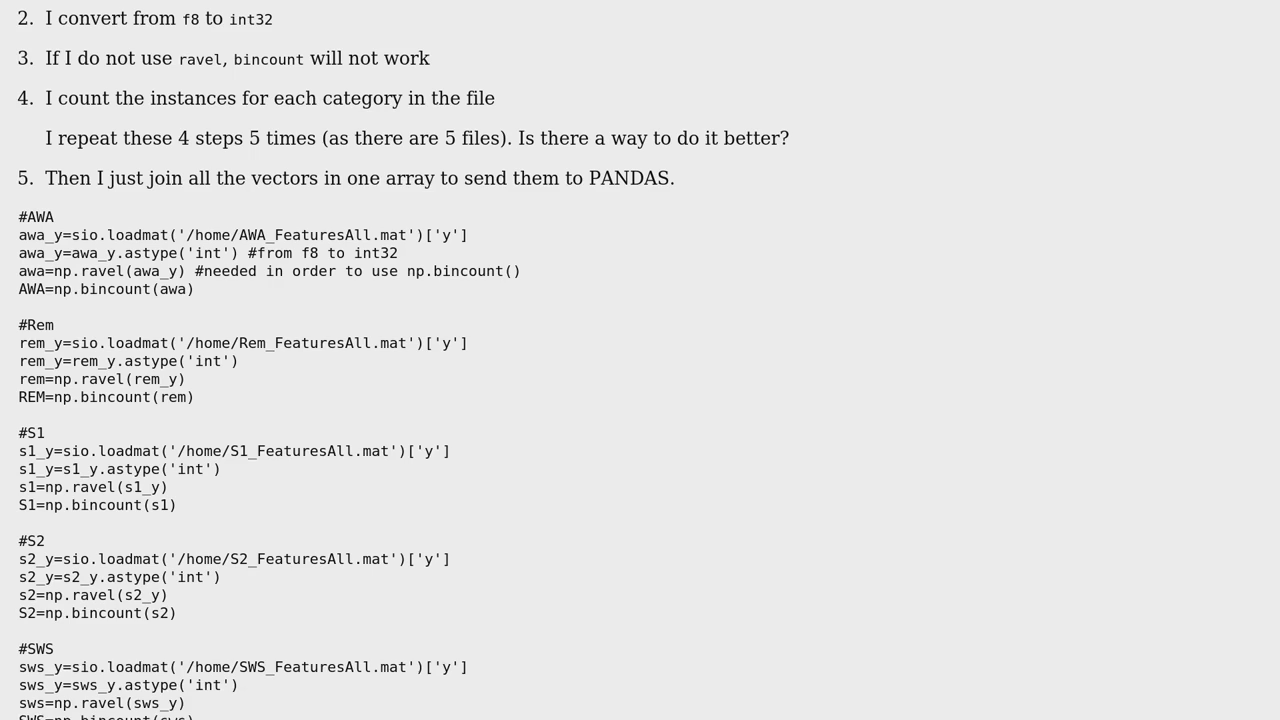 2. I convert from f8 to int32
3. If I do not use ravel, bincount will not work
4. I count the instances for each category in the file
I repeat these 4 steps 5 times (as there are 5 files). Is there a way to do it better?
5. Then I just join all the vectors in one array to send them to PANDAS.
#AWA
awa_y=sio.loadmat('/home/AWA_FeaturesAll.mat')['y']
awa_y=awa_y.astype('int') #from f8 to int32
awa=np.ravel(awa_y) #needed in order to use np.bincount()
AWA=np.bincount(awa)
#Rem
rem_y=sio.loadmat('/home/Rem_FeaturesAll.mat')['y']
rem_y=rem_y.astype('int')
rem=np.ravel(rem_y)
REM=np.bincount(rem)
#S1
s1_y=sio.loadmat('/home/S1_FeaturesAll.mat')['y']
s1_y=s1_y.astype('int')
s1=np.ravel(s1_y)
S1=np.bincount(s1)
#S2
s2_y=sio.loadmat('/home/S2_FeaturesAll.mat')['y']
s2_y=s2_y.astype('int')
s2=np.ravel(s2_y)
S2=np.bincount(s2)
#SWS
sws_y=sio.loadmat('/home/SWS_FeaturesAll.mat')['y']
sws_y=sws_y.astype('int')
sws=np.ravel(sws_y)
SWS=np.bincount(sws)